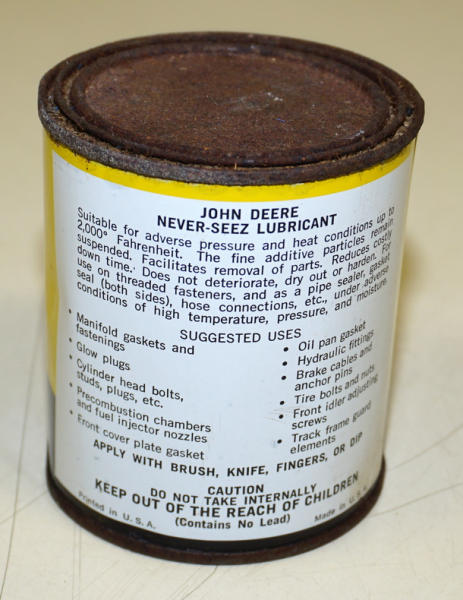 JOHN DEERE
NEVER-SEEZ LUBRICANT
Suitable for adverse pressure and heat conditions up to
2,000° Fahrenheit. The fine additive particles remain
suspended. Facilitates removal of parts. Reduces costly
down time. Does not deteriorate, dry out or harden. For
use on threaded fasteners, and as a pipe sealer, gasket
seal (both sides), hose connections, etc., under adverse
conditions of high temperature, pressure, and moisture.
SUGGESTED USES
• Manifold gaskets and
fastenings
• Glow plugs
• Cylinder head bolts,
studs, plugs, etc.
• Precombustion chambers
and fuel injector nozzles
• Front cover plate gasket
• Oil pan gasket
• Hydraulic fittings
• Brake cables and
anchor pins
• Tire bolts and nuts
• Front idler adjusting
screws
• Track frame guard
elements
APPLY WITH BRUSH, KNIFE, FINGERS, OR DIP
CAUTION
DO NOT TAKE INTERNALLY
KEEP OUT OF THE REACH OF CHILDREN
(Contains No Lead)
Printed in U.S.A.
Made in U.S.A.